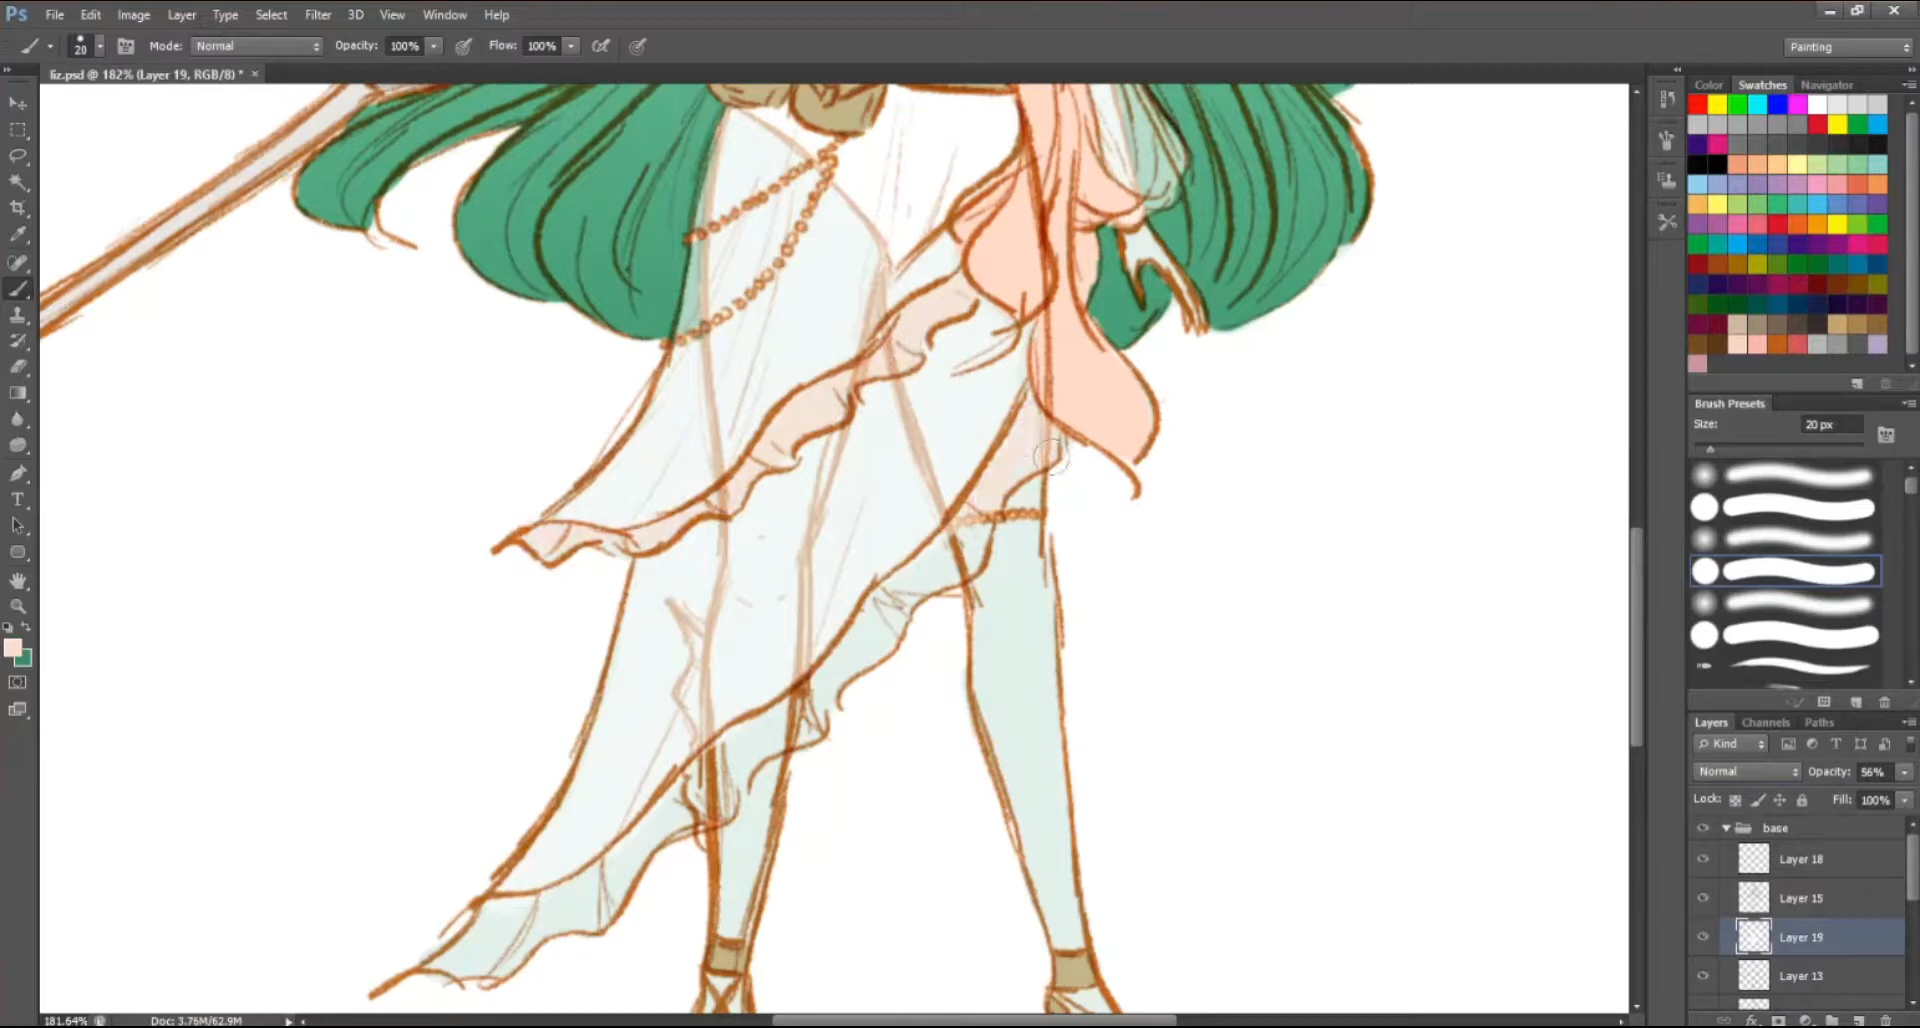 Ps File Edit Image Layer Type Select Filter 3D View Window Help
20 Mode: Normal Opacity: 100% Flow: 100% Painting
liz.psd @ 182% (Layer 19, RGB/8) * ×
Color Swatches Navigator
Brush Presets
Size: 20 px
Layers Channels Paths
Kind
Normal Opacity: 56%
Lock: Fill: 100%
base
Layer 18
Layer 15
Layer 19
Layer 13
181.64% Doc: 3.76M/62.9M